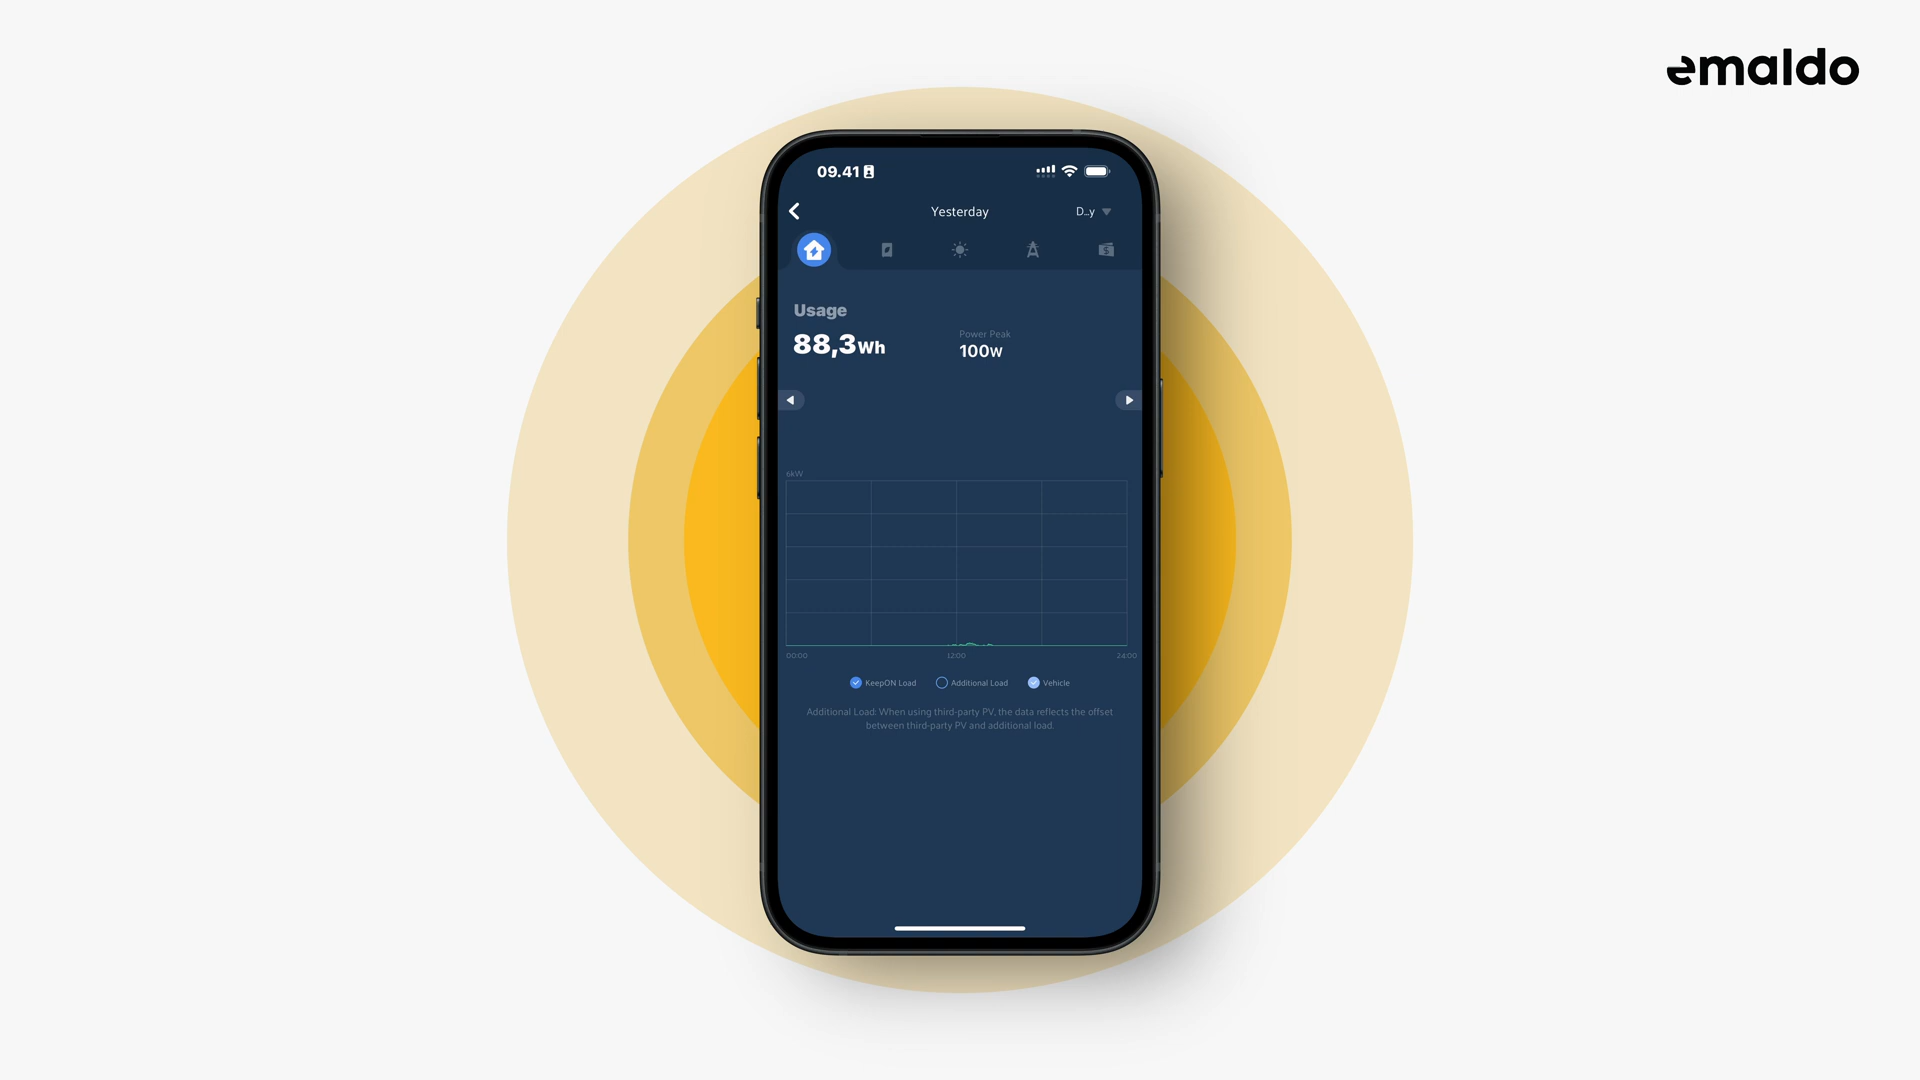 emaldo
09.41
Yesterday
D...y
Usage
88,3Wh
Power Peak
100W
6kW
00:00
12:00
24:00
KeepON Load
Additional Load
Vehicle
Additional Load: When using third-party PV, the data reflects the offset
between third-party PV and additional load.